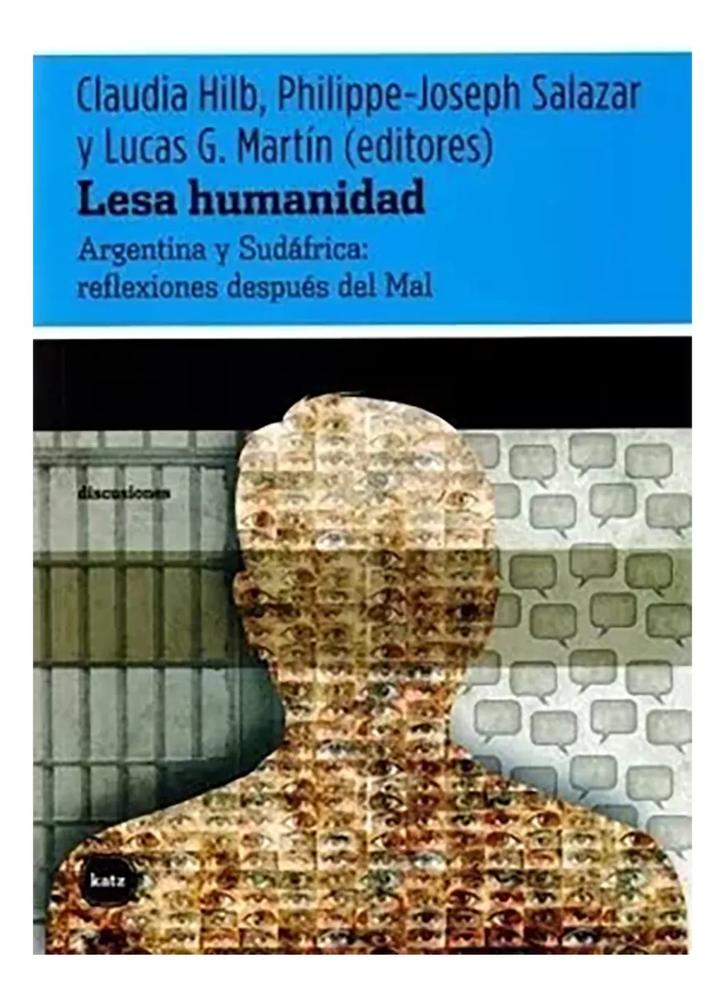 Claudia Hilb, Philippe-Joseph Salazar
y Lucas G. Martín (editores)
Lesa humanidad
Argentina y Sudáfrica:
reflexiones después del Mal
discusiones
katz